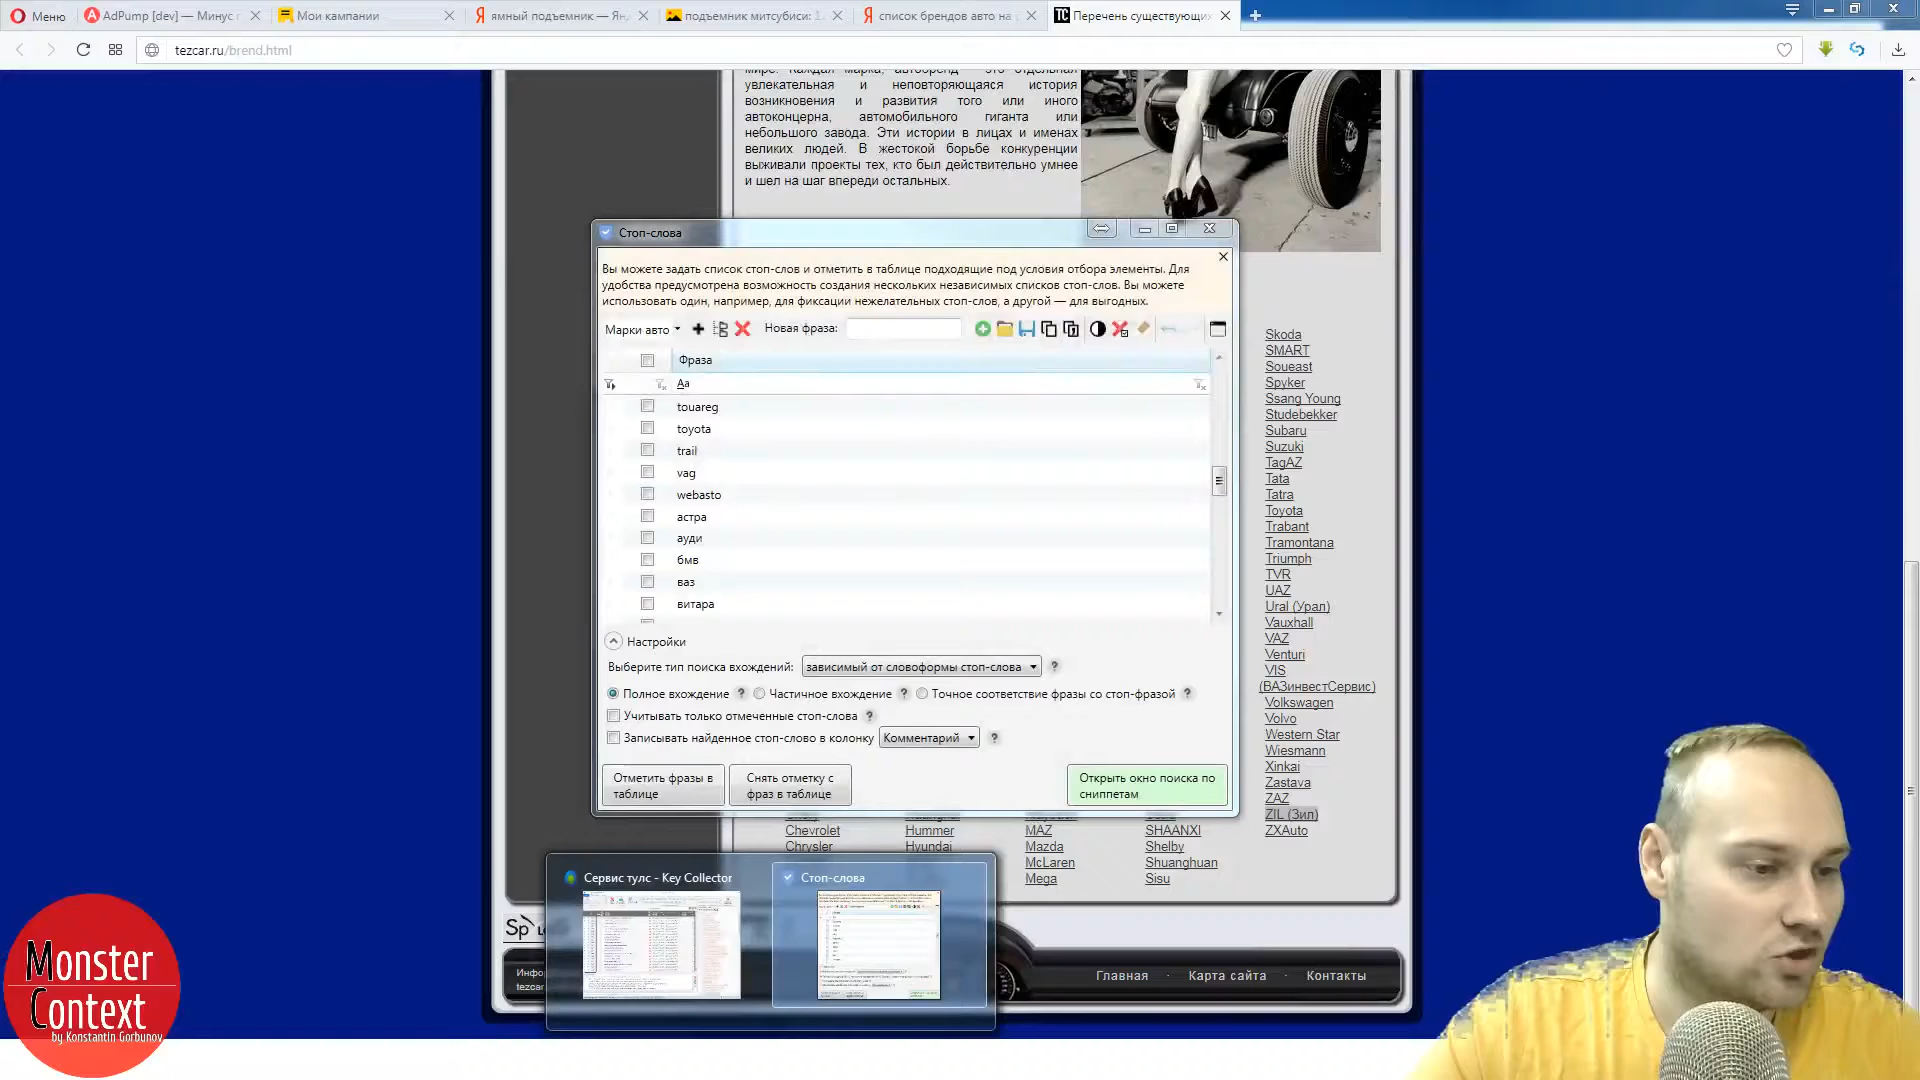 Меню
AdPump [dev] — Минус
Мои кампании
ямный подъемник — Ян
подъемник митсубиси: 1
список брендов авто на
Перечень существующих
tezcar.ru/brend.html
мире. Каждая марка, автобренд - это отдельная
увлекательная и неповторяющаяся история
возникновения и развития того или иного
автоконцерна, автомобильного гиганта или
небольшого завода. Эти истории в лицах и именах
великих людей. В жестокой борьбе конкуренции
выживали проекты тех, кто был действительно умнее
и шел на шаг впереди остальных.
Стоп-слова
Вы можете задать список стоп-слов и отметить в таблице подходящие под условия отбора элементы. Для
удобства предусмотрена возможность создания нескольких независимых списков стоп-слов. Вы можете
использовать один, например, для фиксации нежелательных стоп-слов, а другой — для выгодных.
Марки авто
Новая фраза:
Фраза
Aa
touareg
toyota
trail
vag
webasto
астра
ауди
бмв
ваз
витара
Настройки
Выберите тип поиска вхождений: зависимый от словоформы стоп-слова ?
Полное вхождение ? Частичное вхождение ? Точное соответствие фразы со стоп-фразой ?
Учитывать только отмеченные стоп-слова ?
Записывать найденное стоп-слово в колонку Комментарий ?
Отметить фразы в
таблице
Снять отметку с
фраз в таблице
Открыть окно поиска по
сниппетам
Skoda
SMART
Soueast
Spyker
Ssang Young
Studebekker
Subaru
Suzuki
TagAZ
Tata
Tatra
Toyota
Trabant
Tramontana
Triumph
TVR
UAZ
Ural (Урал)
Vauxhall
VAZ
Venturi
VIS
(ВАЗинвестСервис)
Volkswagen
Volvo
Western Star
Wiesmann
Xinkai
Zastava
ZAZ
ZIL (Зил)
ZXAuto
Chevrolet
Chrysler
Hummer
Hyundai
MAZ
Mazda
McLaren
Mega
SHAANXI
Shelby
Shuanghuan
Sisu
Сервис тулс - Key Collector
Стоп-слова
Sp
Инфо
tezcar
Главная · Карта сайта · Контакты
Monster
Context
by Konstantin Gorbunov